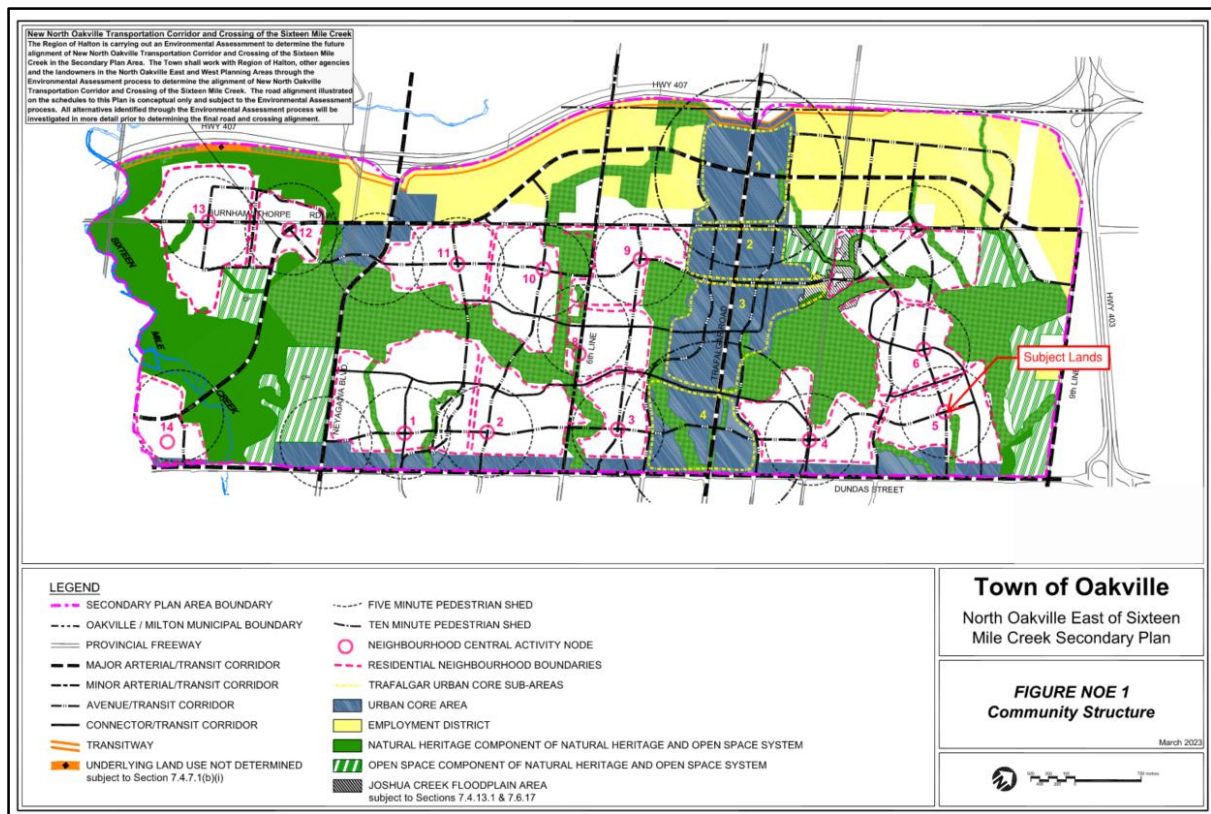 New North Oakville Transportation Corridor and Crossing of the Sixteen Mile Creek
The Region of Halton is carrying out an Environmental Assessmment to determine the future
alignment of New North Oakville Transportation Corridor and Crossing of the Sixteen Mile
Creek in the Secondary Plan Area. The Town shall work with Region of Halton, other agencies
and the landowners in the North Oakville East and West Planning Areas through the
Environmental Assessment process to determine the alignment of New North Oakville
Transportation Corridor and Crossing of the Sixteen Mile Creek. The road alignment illustrated
on the schedules to this Plan is conceptual only and subject to the Environmental Assessment
process. All alternatives identified through the Environmental Assessment process will be
investigated in more detail prior to determining the final road and crossing alignment.
HWY 407
HWY 407
1
13
BURNHAMTHORPE RD. W.
12
2
7
9
11
10
SIXTEEN
MILE
CREEK
3
TRAFALGAR ROAD
HWY 403
NINTH LINE
6th LINE
8
NEYAGAWA BLVD
6
Subject Lands
14
1
2
3
4
4
5
DUNDAS STREET
LEGEND
SECONDARY PLAN AREA BOUNDARY
OAKVILLE / MILTON MUNICIPAL BOUNDARY
PROVINCIAL FREEWAY
MAJOR ARTERIAL/TRANSIT CORRIDOR
MINOR ARTERIAL/TRANSIT CORRIDOR
AVENUE/TRANSIT CORRIDOR
CONNECTOR/TRANSIT CORRIDOR
TRANSITWAY
UNDERLYING LAND USE NOT DETERMINED
subject to Section 7.4.7.1(b)(i)
FIVE MINUTE PEDESTRIAN SHED
TEN MINUTE PEDESTRIAN SHED
NEIGHBOURHOOD CENTRAL ACTIVITY NODE
RESIDENTIAL NEIGHBOURHOOD BOUNDARIES
TRAFALGAR URBAN CORE SUB-AREAS
URBAN CORE AREA
EMPLOYMENT DISTRICT
NATURAL HERITAGE COMPONENT OF NATURAL HERITAGE AND OPEN SPACE SYSTEM
OPEN SPACE COMPONENT OF NATURAL HERITAGE AND OPEN SPACE SYSTEM
JOSHUA CREEK FLOODPLAIN AREA
subject to Sections 7.4.13.1 & 7.6.17
Town of Oakville
North Oakville East of Sixteen
Mile Creek Secondary Plan
FIGURE NOE 1
Community Structure
March 2023